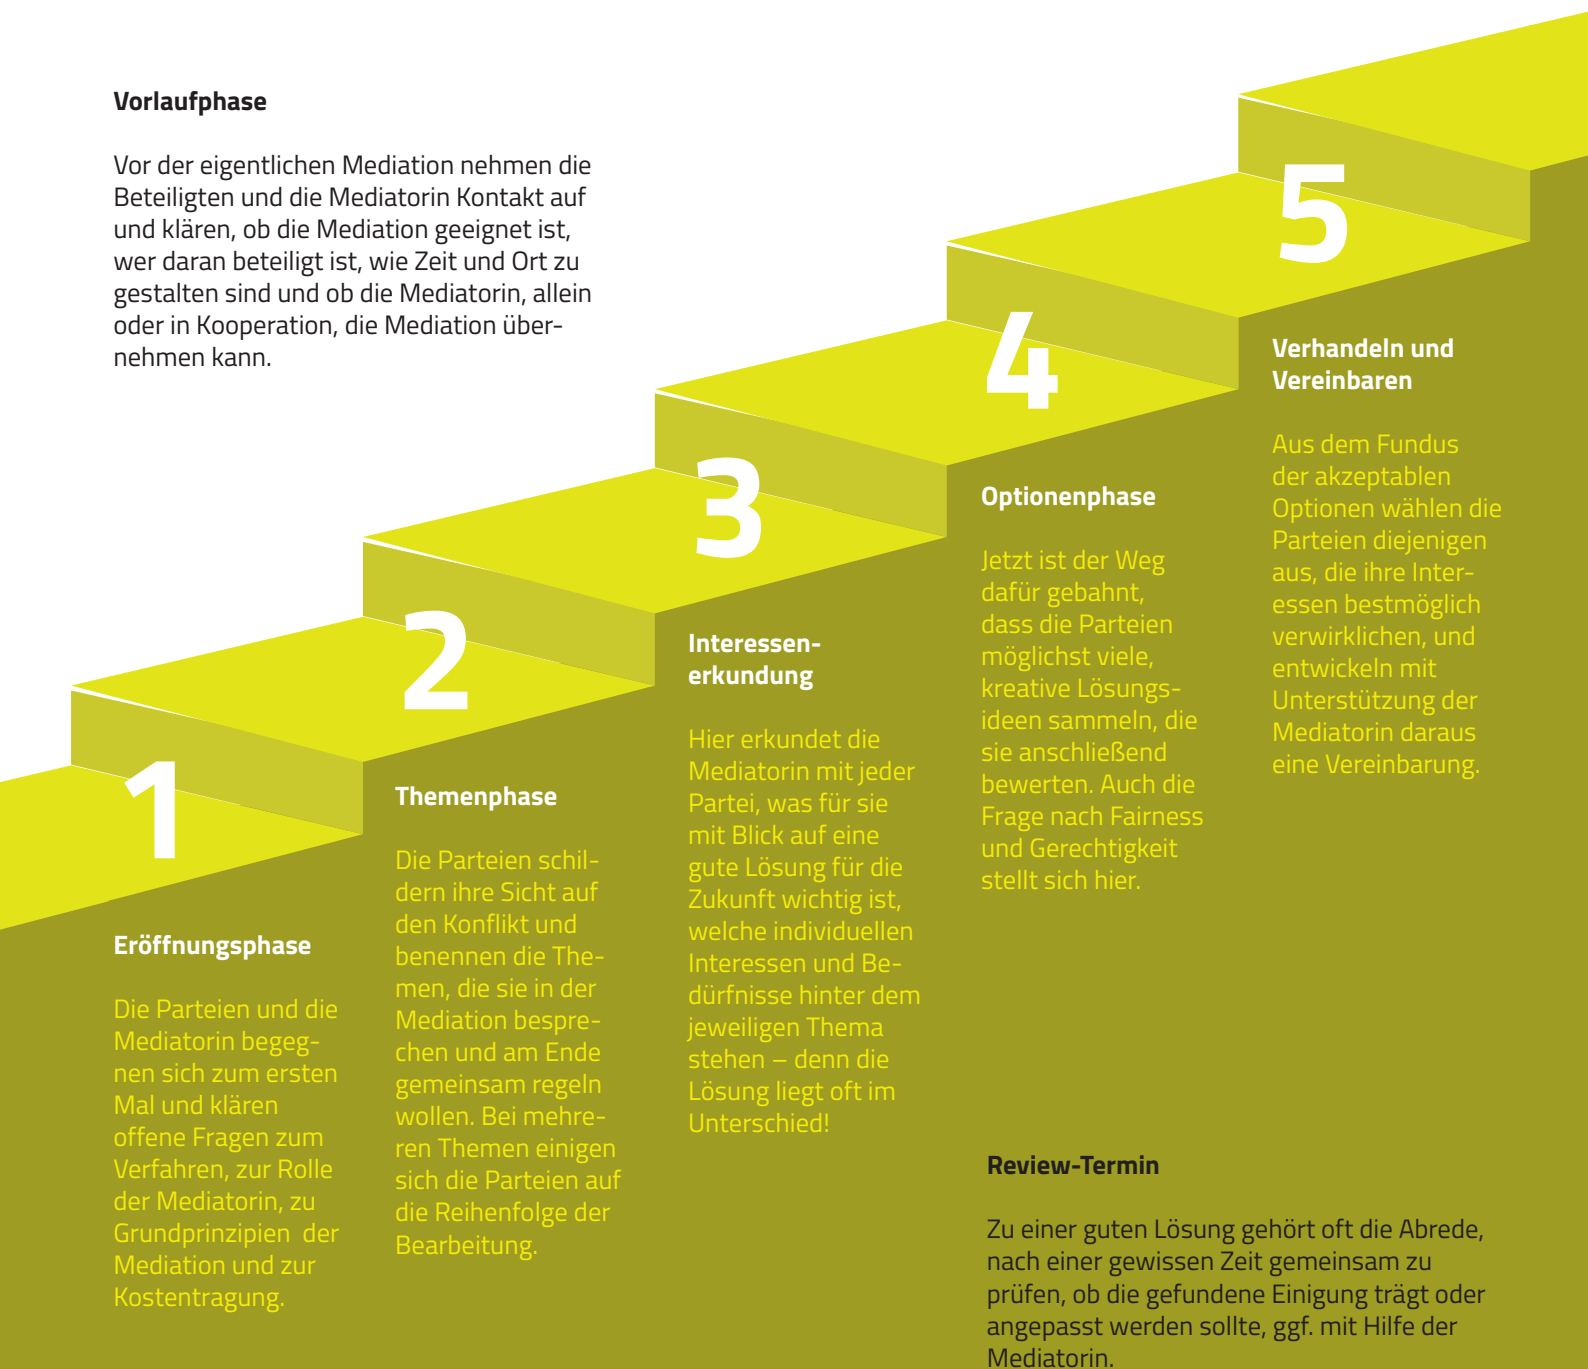 Vorlaufphase
Vor der eigentlichen Mediation nehmen die
Beteiligten und die Mediatorin Kontakt auf
und klären, ob die Mediation geeignet ist,
wer daran beteiligt ist, wie Zeit und Ort zu
gestalten sind und ob die Mediatorin, allein
oder in Kooperation, die Mediation über-
nehmen kann.
1
Eröffnungsphase
Die Parteien und die
Mediatorin begeg-
nen sich zum ersten
Mal und klären
offene Fragen zum
Verfahren, zur Rolle
der Mediatorin, zu
Grundprinzipien der
Mediation und zur
Kostentragung.
2
Themenphase
Die Parteien schil-
dern ihre Sicht auf
den Konflikt und
benennen die The-
men, die sie in der
Mediation bespre-
chen und am Ende
gemeinsam regeln
wollen. Bei mehre-
ren Themen einigen
sich die Parteien auf
die Reihenfolge der
Bearbeitung.
3
Interessen-
erkundung
Hier erkundet die
Mediatorin mit jeder
Partei, was für sie
mit Blick auf eine
gute Lösung für die
Zukunft wichtig ist,
welche individuellen
Interessen und Be-
dürfnisse hinter dem
jeweiligen Thema
stehen – denn die
Lösung liegt oft im
Unterschied!
4
Optionenphase
Jetzt ist der Weg
dafür gebahnt,
dass die Parteien
möglichst viele,
kreative Lösungs-
ideen sammeln, die
sie anschließend
bewerten. Auch die
Frage nach Fairness
und Gerechtigkeit
stellt sich hier.
5
Verhandeln und
Vereinbaren
Aus dem Fundus
der akzeptablen
Optionen wählen die
Parteien diejenigen
aus, die ihre Inter-
essen bestmöglich
verwirklichen, und
entwickeln mit
Unterstützung der
Mediatorin daraus
eine Vereinbarung.
Review-Termin
Zu einer guten Lösung gehört oft die Abrede,
nach einer gewissen Zeit gemeinsam zu
prüfen, ob die gefundene Einigung trägt oder
angepasst werden sollte, ggf. mit Hilfe der
Mediatorin.